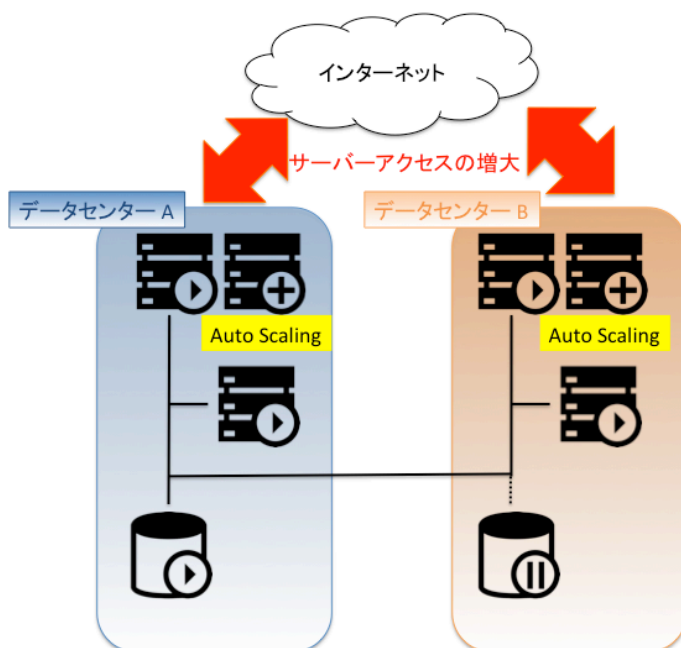 インターネット
サーバーアクセスの増大
データセンター A
データセンター B
Auto Scaling
Auto Scaling